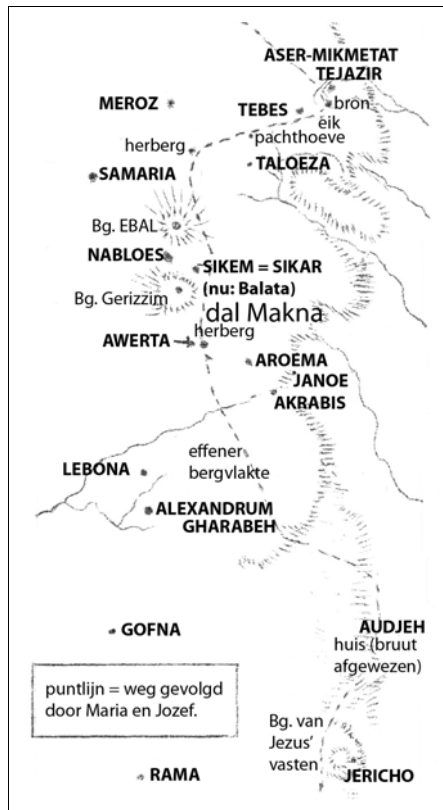 ASER-MIKMETAT
TEJAZIR
MEROZ
TEBES
bron
eik
pachthoeve
herberg
TALOEZA
SAMARIA
Bg. EBAL
NABLOES
SIKEM = SIKAR
(nu: Balata)
Bg. Gerizzim
dal Makna
herberg
AWERTA
AROEMA
JANOE
AKRABIS
effener
bergvlakte
LEBONA
ALEXANDRUM
GHARABEH
GOFNA
AUDJEH
huis (bruut
afgewezen)
puntlijn = weg gevolgd
door Maria en Jozef.
Bg. van
Jezus'
vasten
RAMA
JERICHO